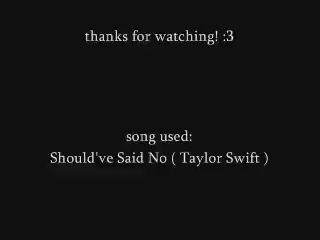 thanks for watching! :3
song used:
Should've Said No ( Taylor Swift )